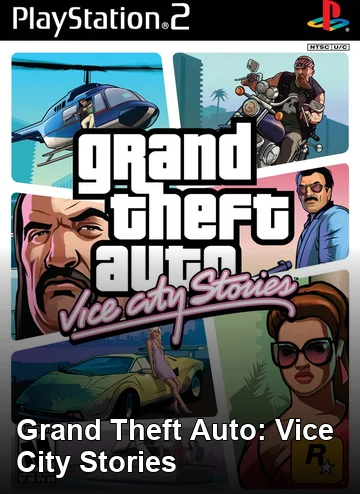 PlayStation®2
NTSC U/C
grand
theft
auto
Vice City Stories
Grand Theft Auto: Vice
City Stories
R